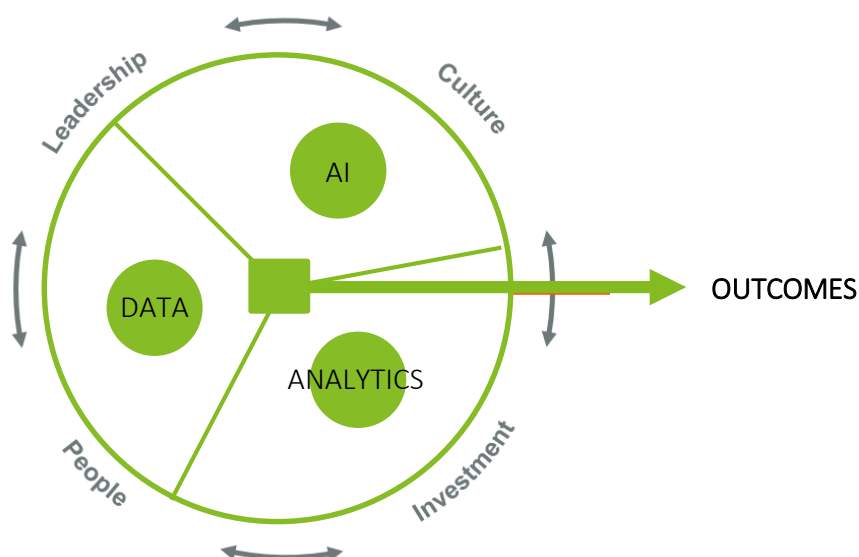 Leadership
Culture
AI
DATA
OUTCOMES
ANALYTICS
People
Investment